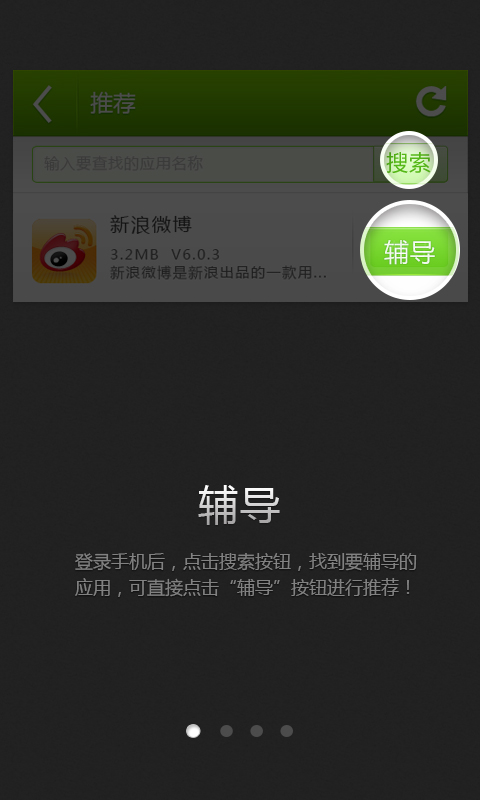 推荐
输入要查找的应用名称
搜索
新浪微博
3.2MB V6.0.3
新浪微博是新浪出品的一款用...
辅导
辅导
登录手机后，点击搜索按钮，找到要辅导的
应用，可直接点击“辅导”按钮进行推荐！